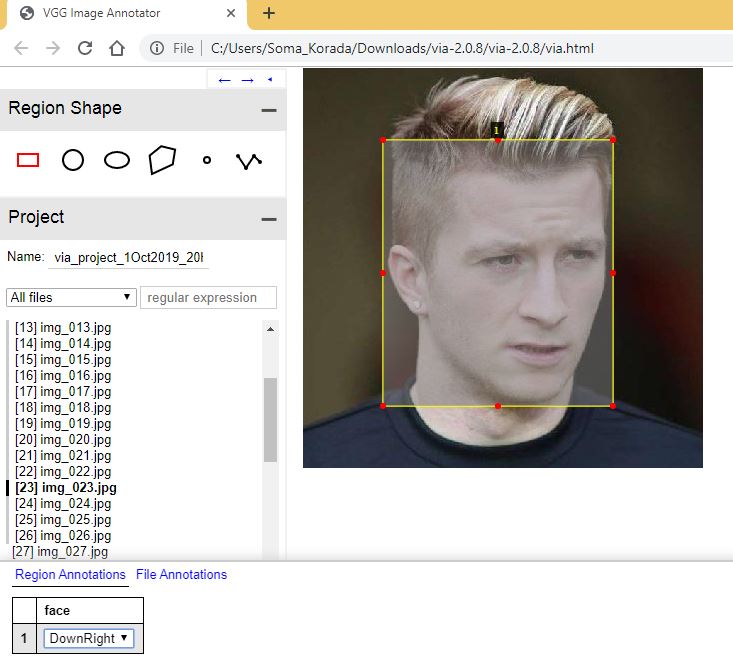 VGG Image Annotator
File
C:/Users/Soma_Korada/Downloads/via-2.0.8/via-2.0.8/via.html
Region Shape
Project
Name: via_project_1Oct2019_20
All files regular expression
[13] img_013.jpg
[14] img_014.jpg
[15] img_015.jpg
[16] img_016.jpg
[17] img_017.jpg
[18] img_018.jpg
[19] img_019.jpg
[20] img_020.jpg
[21] img_021.jpg
[22] img_022.jpg
[23] img_023.jpg
[24] img_024.jpg
[25] img_025.jpg
[26] img_026.jpg
[27] img_027.jpg
1
Region Annotations File Annotations
face
1 DownRight